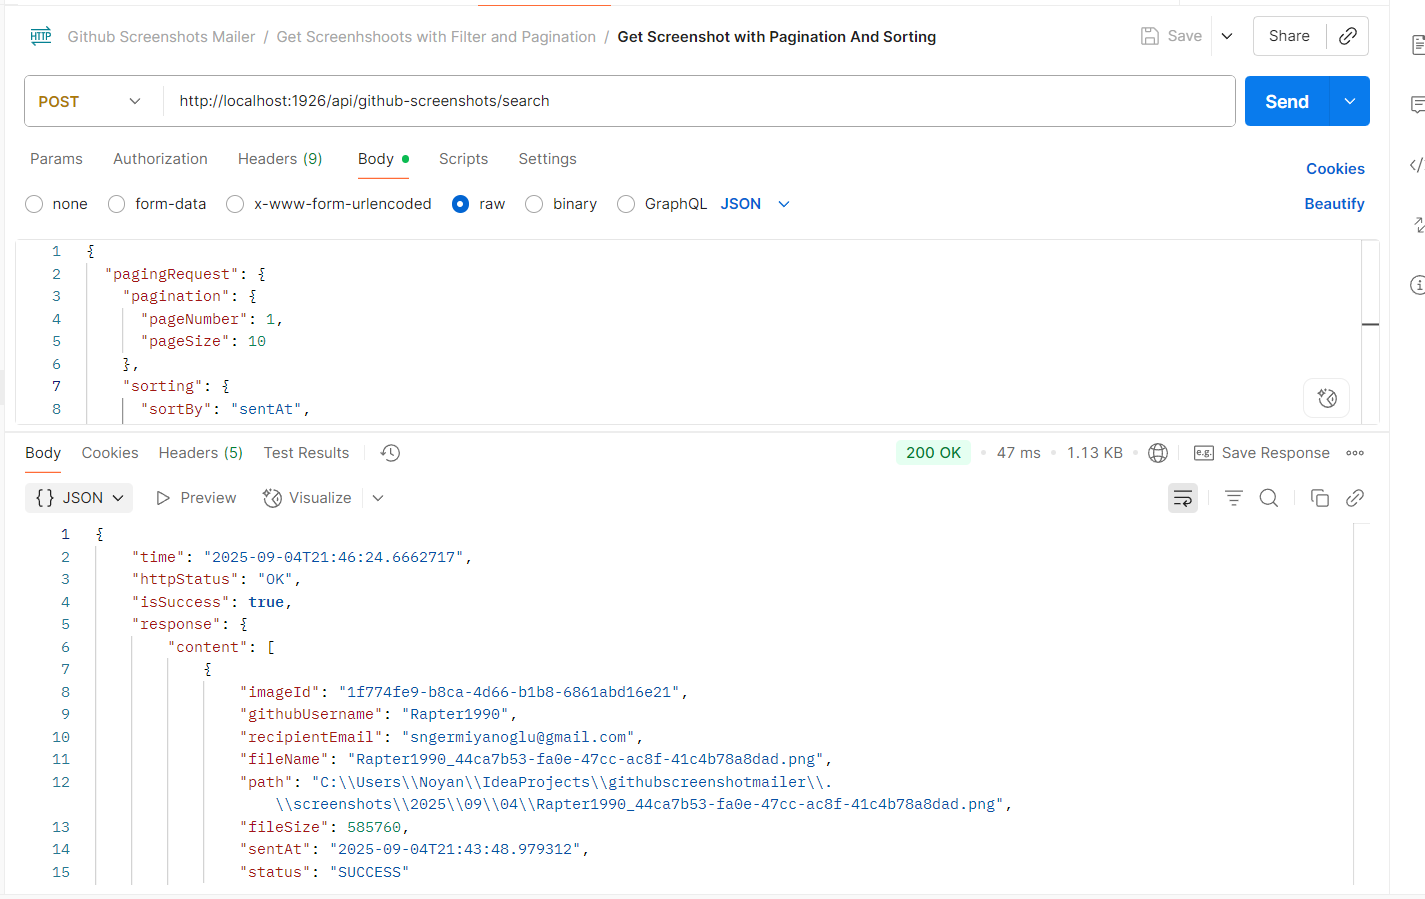 HTTP Github Screenshots Mailer / Get Screenhshoots with Filter and Pagination / Get Screenshot with Pagination And Sorting Save Share
POST http://localhost:1926/api/github-screenshots/search Send
Params Authorization Headers (9) Body Scripts Settings Cookies
none form-data x-www-form-urlencoded raw binary GraphQL JSON Beautify
1 {
2 "pagingRequest": {
3 "pagination": {
4 "pageNumber": 1,
5 "pageSize": 10
6 },
7 "sorting": {
8 "sortBy": "sentAt",
Body Cookies Headers (5) Test Results 200 OK 47 ms 1.13 KB e.g. Save Response
{} JSON Preview Visualize
1 {
2 "time": "2025-09-04T21:46:24.6662717",
3 "httpStatus": "OK",
4 "isSuccess": true,
5 "response": {
6 "content": [
7 {
8 "imageId": "1f774fe9-b8ca-4d66-b1b8-6861abd16e21",
9 "githubUsername": "Rapter1990",
10 "recipientEmail": "sngermiyanoglu@gmail.com",
11 "fileName": "Rapter1990_44ca7b53-fa0e-47cc-ac8f-41c4b78a8dad.png",
12 "path": "C:\\Users\\Noyan\\IdeaProjects\\githubscreenshotmailer\\.
\\screenshots\\2025\\09\\04\\Rapter1990_44ca7b53-fa0e-47cc-ac8f-41c4b78a8dad.png",
13 "fileSize": 585760,
14 "sentAt": "2025-09-04T21:43:48.979312",
15 "status": "SUCCESS"